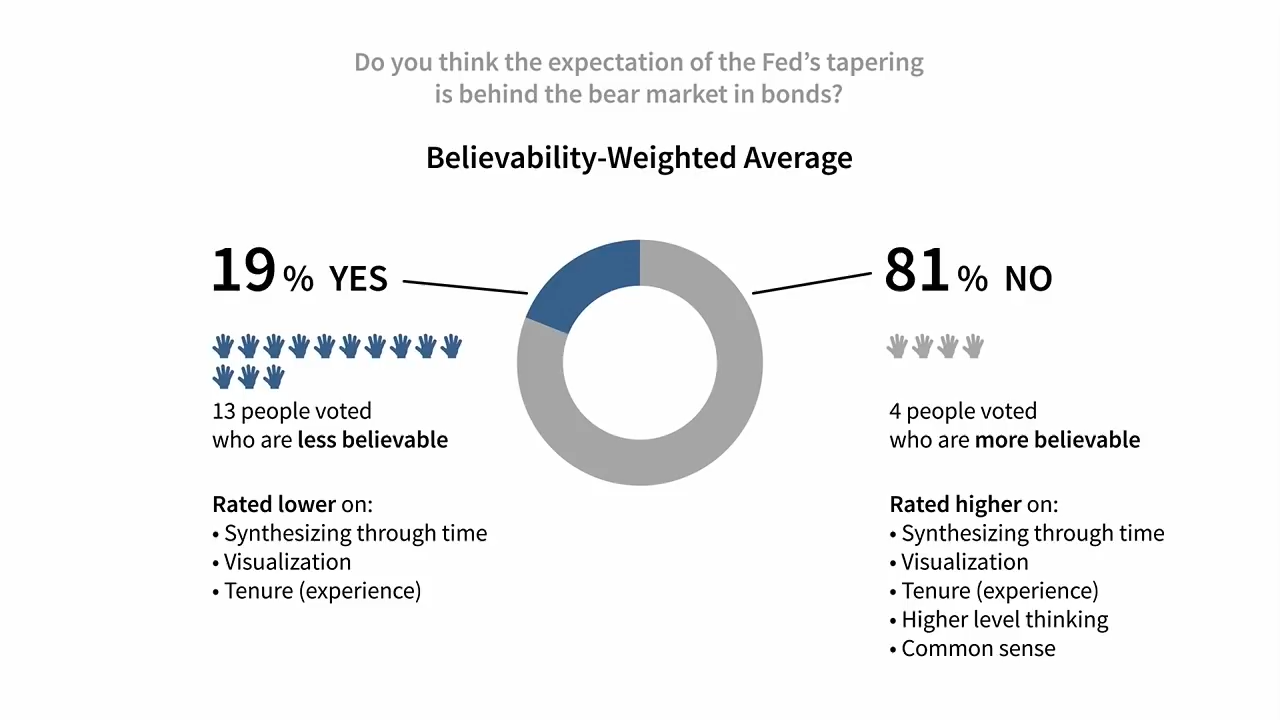 Do you think the expectation of the Fed’s tapering
is behind the bear market in bonds?
Believability-Weighted Average
19% YES
13 people voted
who are less believable
Rated lower on:
• Synthesizing through time
• Visualization
• Tenure (experience)
81% NO
4 people voted
who are more believable
Rated higher on:
• Synthesizing through time
• Visualization
• Tenure (experience)
• Higher level thinking
• Common sense